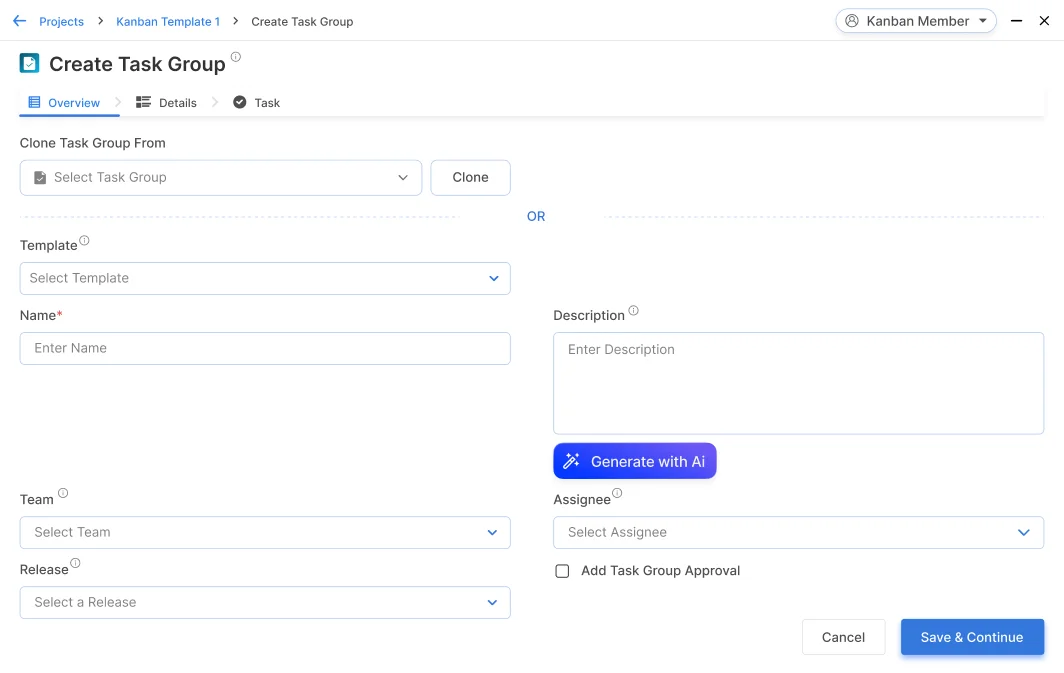 Projects > Kanban Template 1 > Create Task Group
Kanban Member
Create Task Group
Overview
Details
Task
Clone Task Group From
Select Task Group
Clone
OR
Template
Select Template
Name*
Enter Name
Description
Enter Description
Generate with Ai
Team
Select Team
Assignee
Select Assignee
Release
Select a Release
Add Task Group Approval
Cancel
Save & Continue